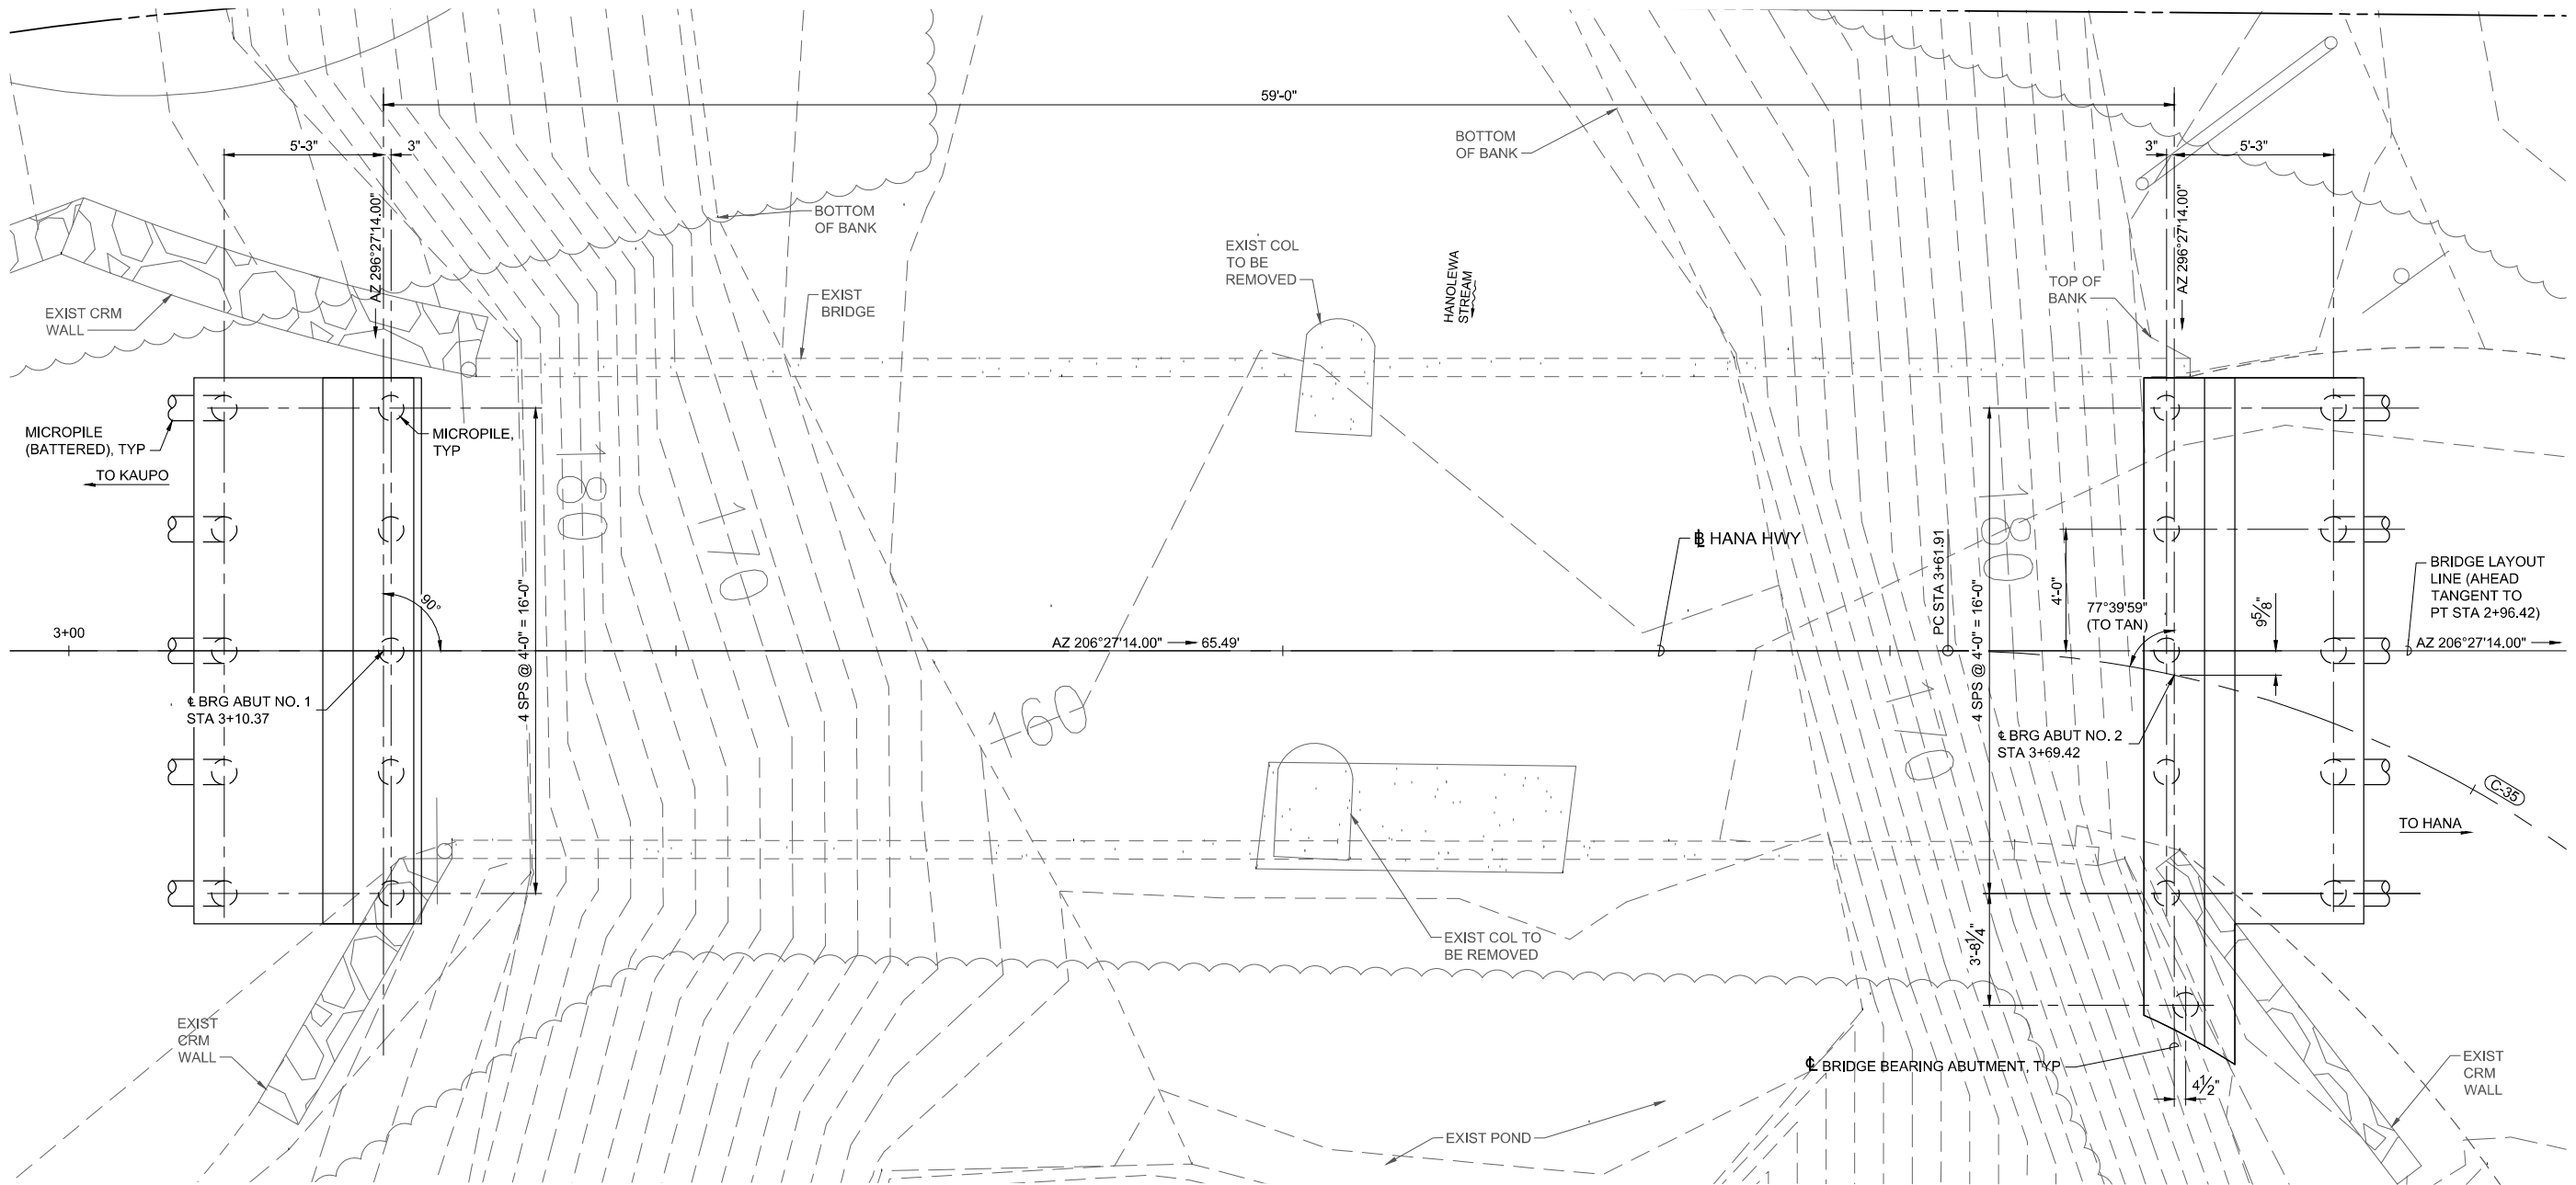 59'-0"
5'-3"
3"
BOTTOM
OF BANK
3"
5'-3"
AZ 296°27'14.00"
BOTTOM
OF BANK
AZ 296°27'14.00"
EXIST COL
TO BE
REMOVED
HANOLEWA
STREAM
EXIST CRM
WALL
EXIST
BRIDGE
TOP OF
BANK
MICROPILE
(BATTERED), TYP
MICROPILE,
TYP
TO KAUPO
180
170
180
170
160
℄ HANA HWY
PC STA 3+61.91
4 SPS @ 4'-0" = 16'-0"
4 SPS @ 4'-0" = 16'-0"
4'-0"
77°39'59"
(TO TAN)
9⅝"
BRIDGE LAYOUT
LINE (AHEAD
TANGENT TO
PT STA 2+96.42)
90°
3+00
AZ 206°27'14.00" 65.49'
AZ 206°27'14.00"
℄ BRG ABUT NO. 1
STA 3+10.37
℄ BRG ABUT NO. 2
STA 3+69.42
C-35
TO HANA
3'-8¼"
EXIST COL TO
BE REMOVED
EXIST
CRM
WALL
℄ BRIDGE BEARING ABUTMENT, TYP
4½"
EXIST
CRM
WALL
EXIST POND